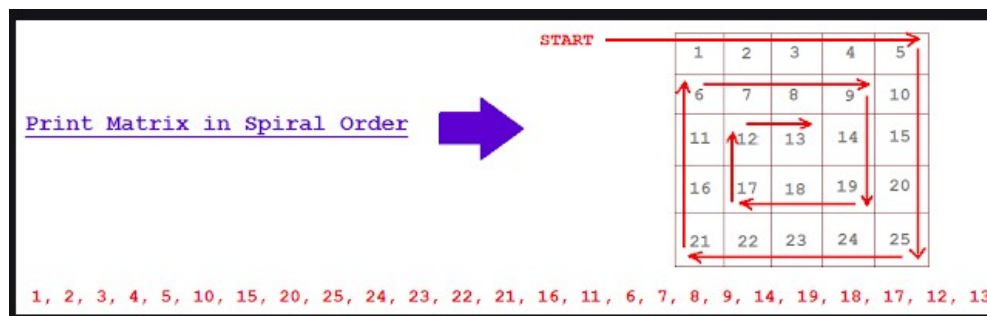 START
1 2 3 4 5
6 7 8 9 10
Print Matrix in Spiral Order
11 12 13 14 15
16 17 18 19 20
21 22 23 24 25
1, 2, 3, 4, 5, 10, 15, 20, 25, 24, 23, 22, 21, 16, 11, 6, 7, 8, 9, 14, 19, 18, 17, 12, 13